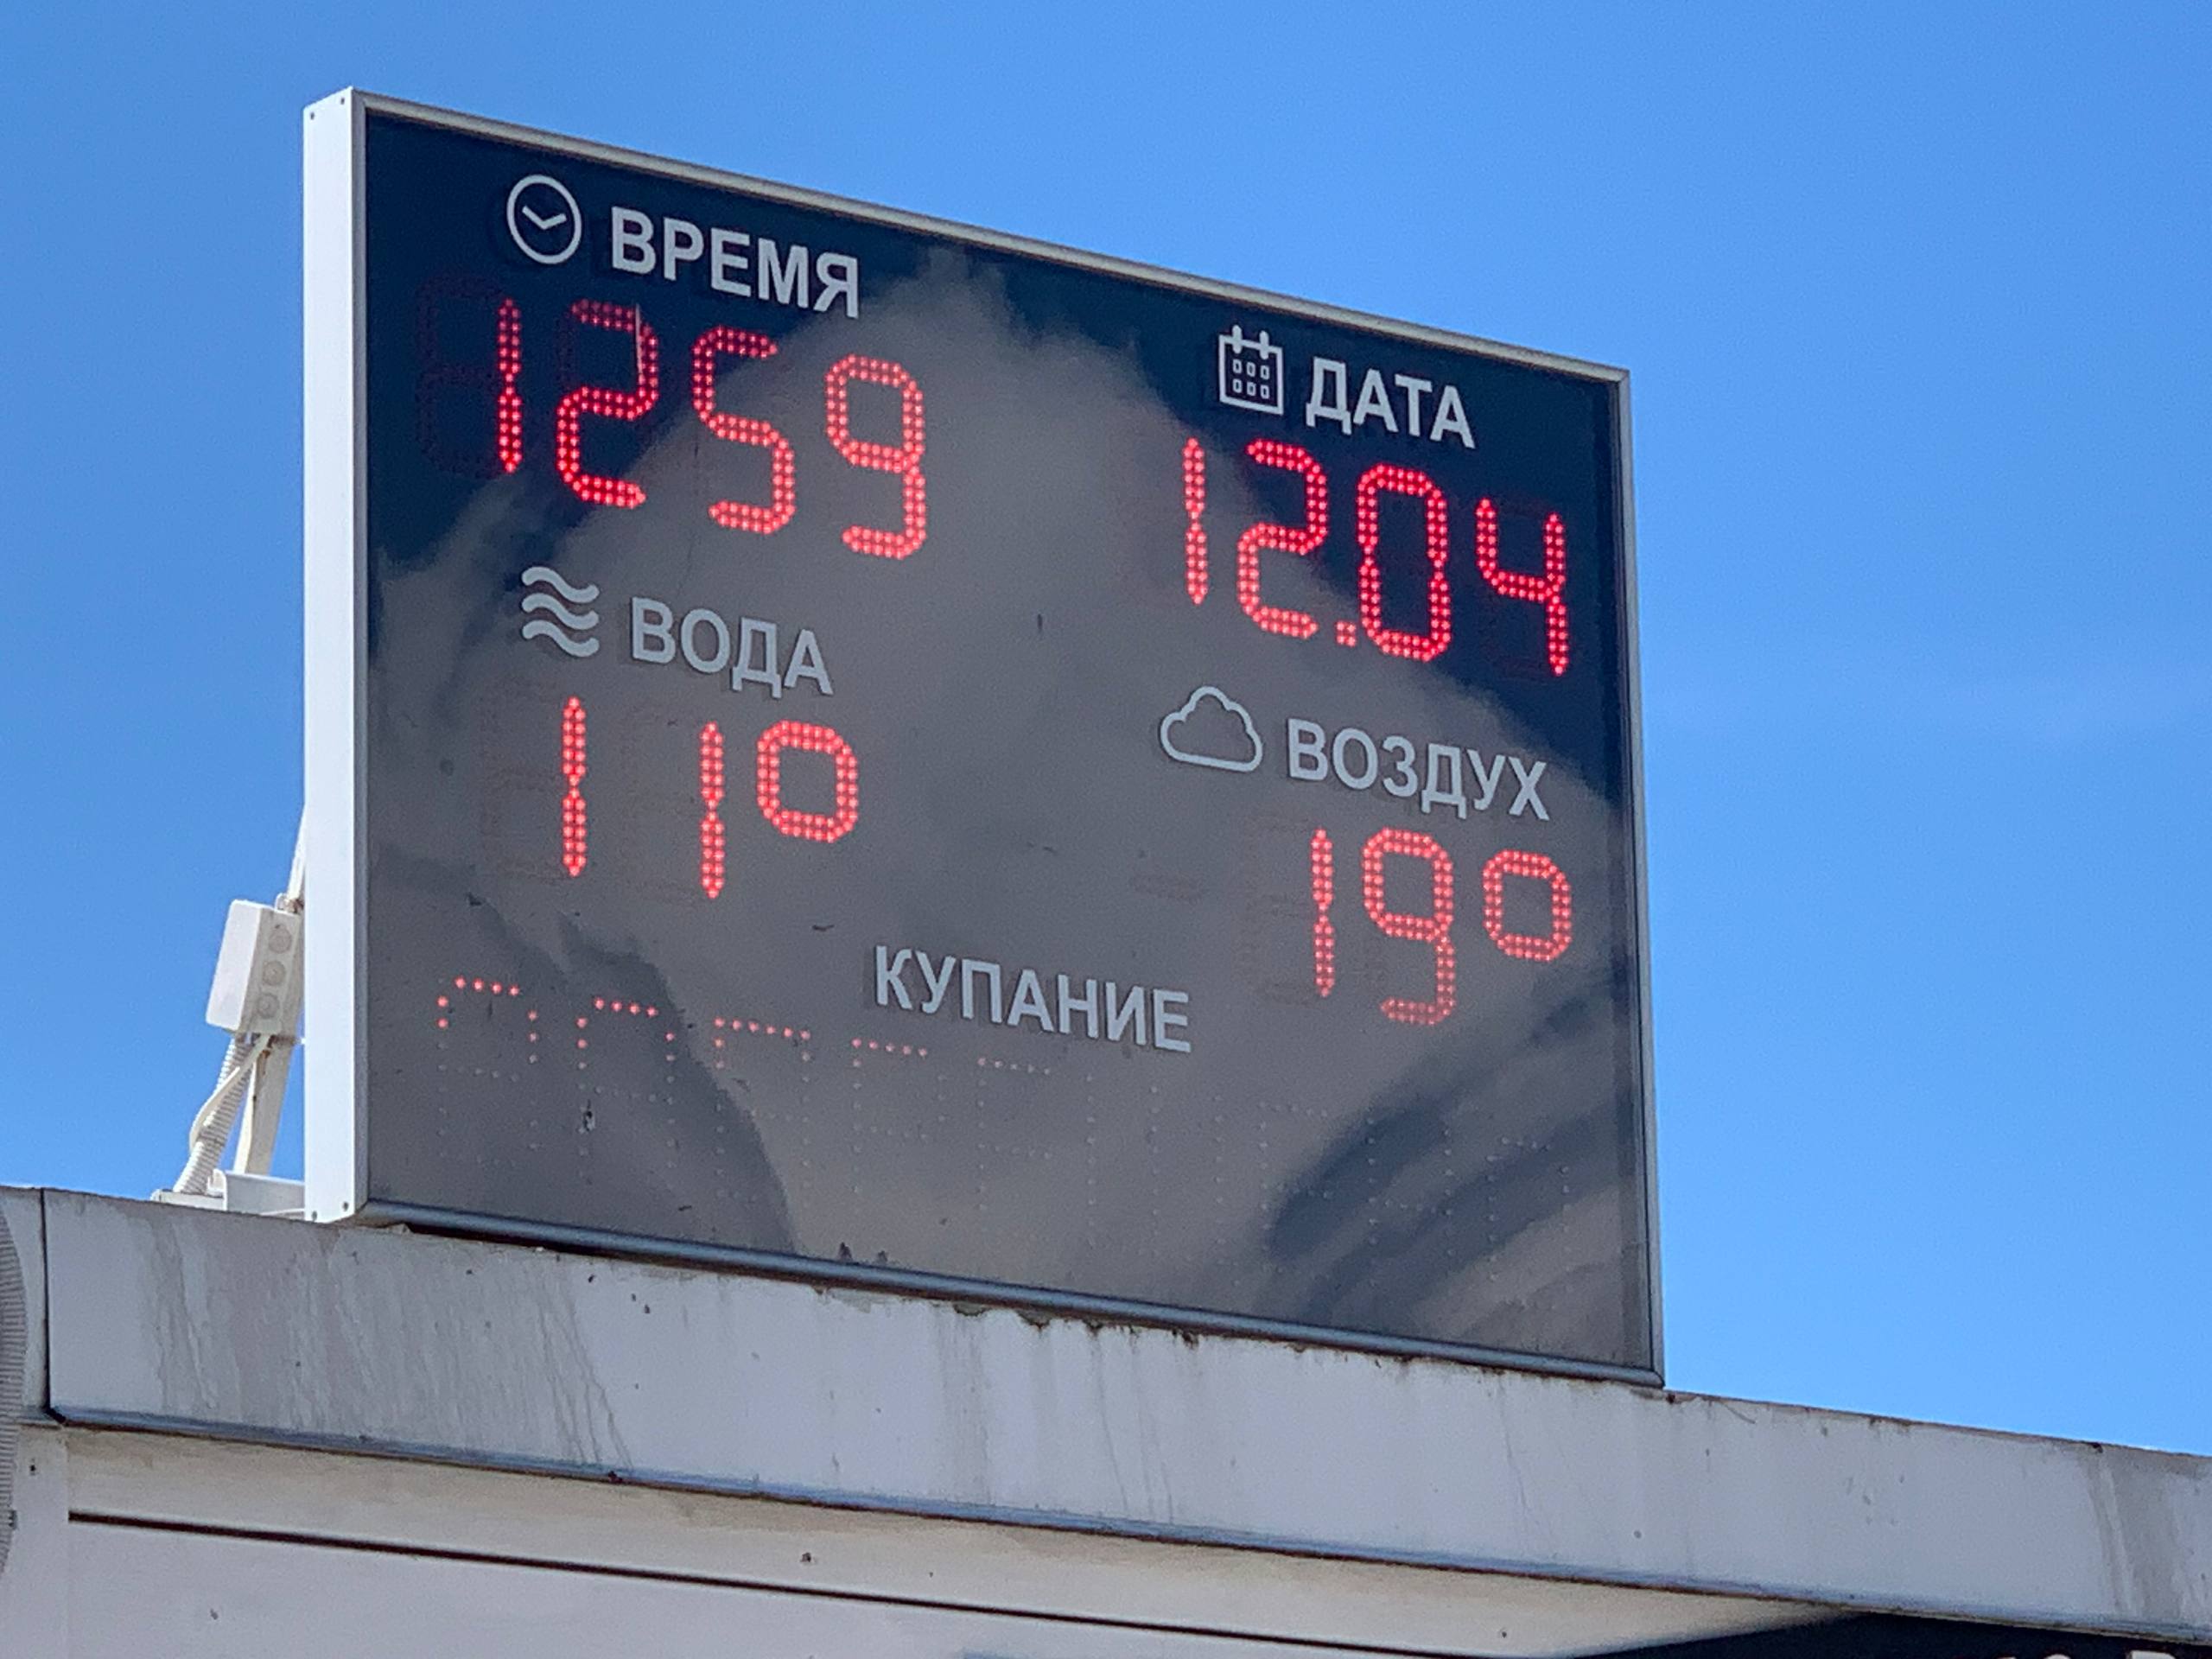 ВРЕМЯ
1259
ДАТА
12.04
ВОДА
11°
ВОЗДУХ
19°
КУПАНИЕ